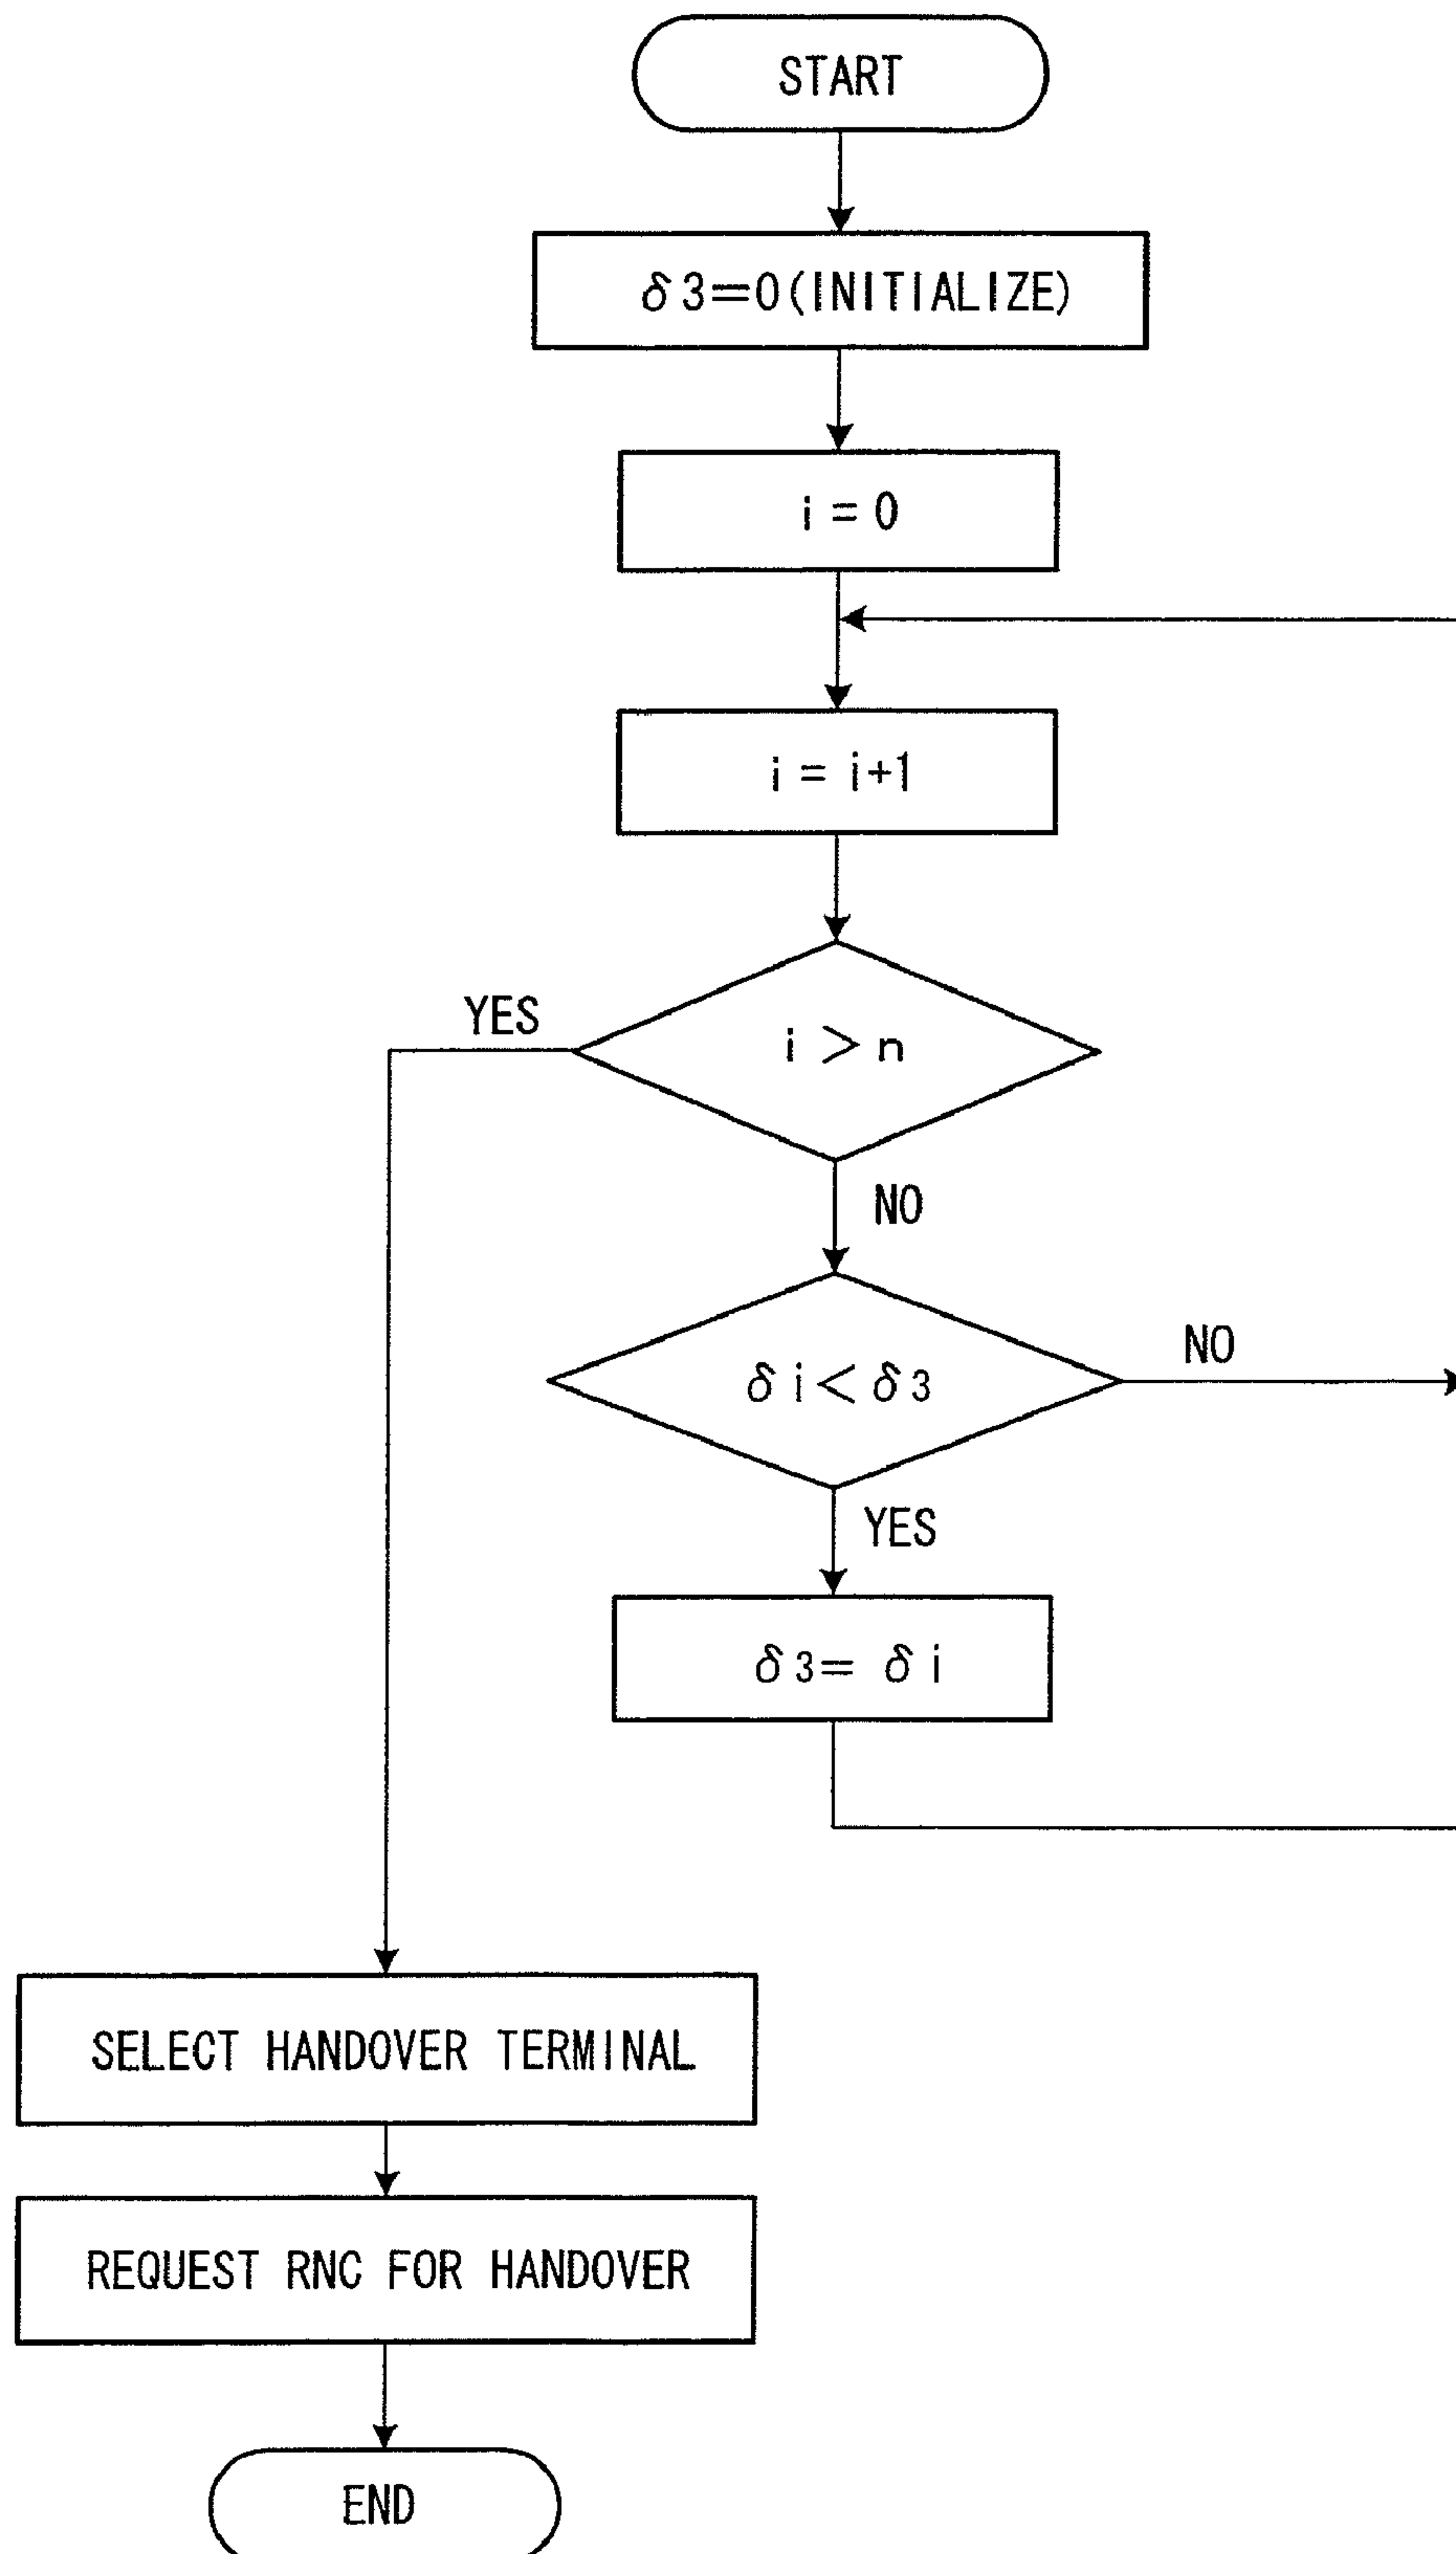 START
δ3=0(INITIALIZE)
i = 0
i = i+1
YES
i > n
NO
δi<δ3
NO
YES
δ3= δi
SELECT HANDOVER TERMINAL
REQUEST RNC FOR HANDOVER
END